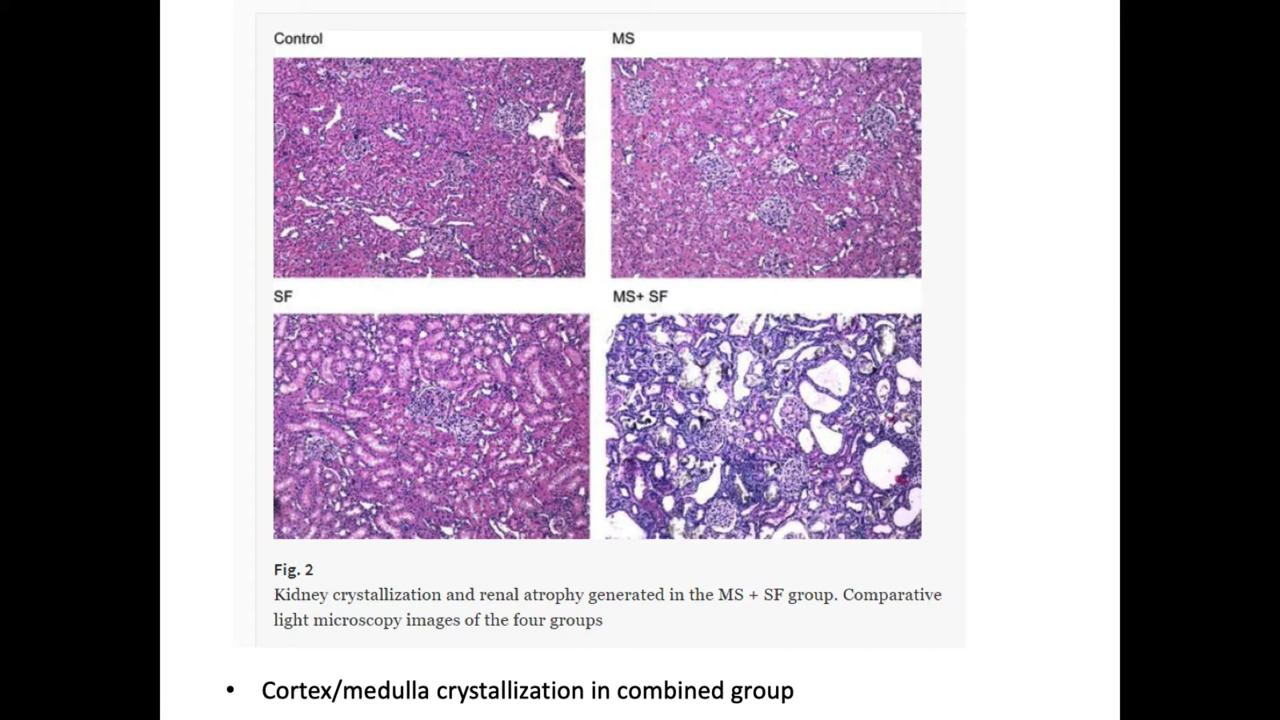 Control
MS
SF
MS+ SF
Fig. 2
Kidney crystallization and renal atrophy generated in the MS + SF group. Comparative
light microscopy images of the four groups
• Cortex/medulla crystallization in combined group